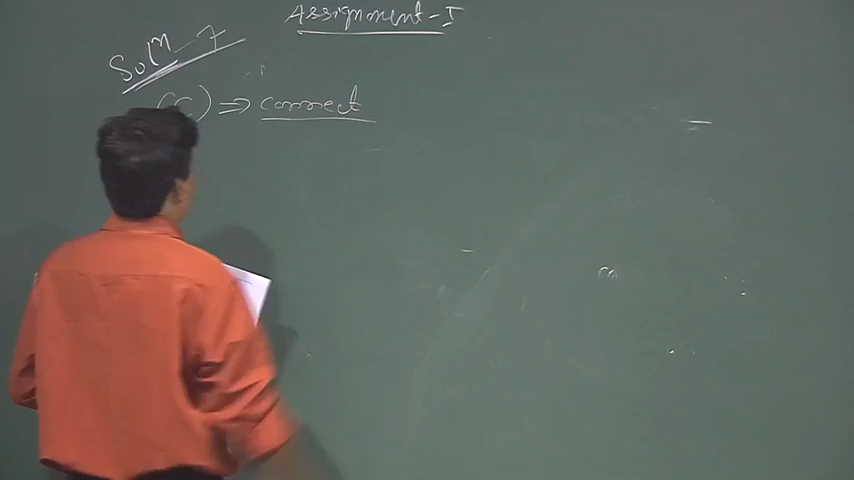 Assignment-I
Solⁿ-7
(c) ⇒ correct